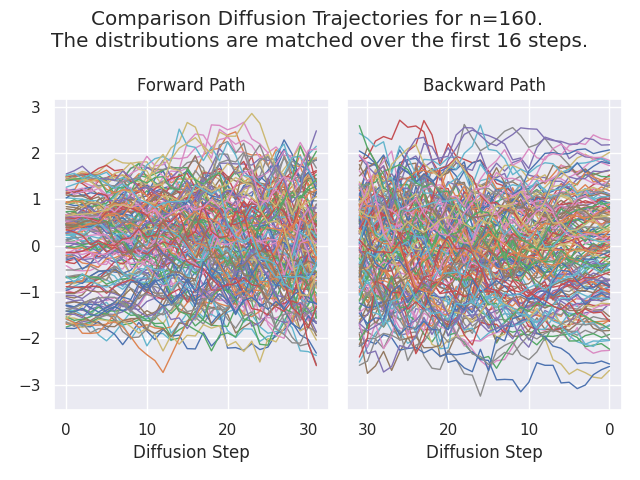 Comparison Diffusion Trajectories for n=160.
The distributions are matched over the first 16 steps.
Forward Path
Backward Path
3
2
1
0
−1
−2
−3
0 10 20 30
30 20 10 0
Diffusion Step
Diffusion Step